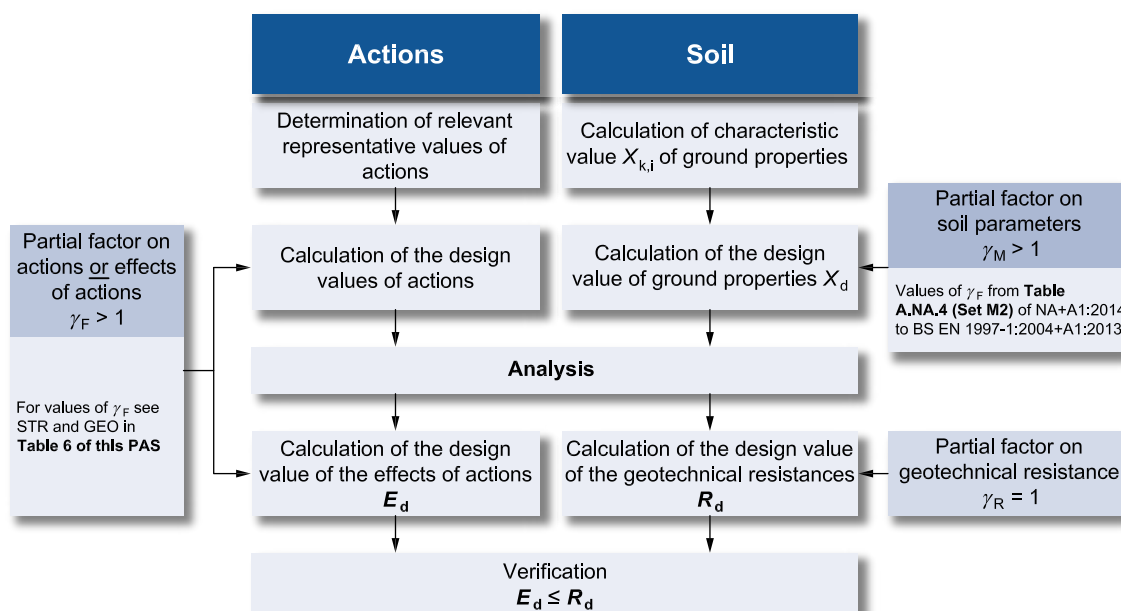 Actions
Soil
Determination of relevant
representative values of
actions
Calculation of characteristic
value Xk,i of ground properties
Partial factor on
actions or effects
of actions
γF > 1
For values of γF see
STR and GEO in
Table 6 of this PAS
Calculation of the design
values of actions
Calculation of the design
value of ground properties Xd
Partial factor on
soil parameters
γM > 1
Values of γF from Table
A.NA.4 (Set M2) of NA+A1:2014
to BS EN 1997-1:2004+A1:2013
Analysis
Calculation of the design
value of the effects of actions
Ed
Calculation of the design value
of the geotechnical resistances
Rd
Partial factor on
geotechnical resistance
γR = 1
Verification
Ed ≤ Rd